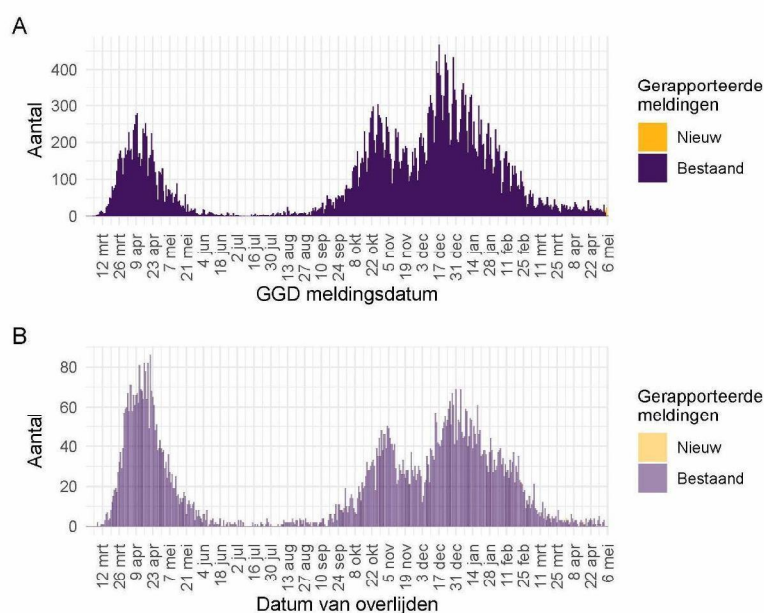 A
Aantal
400
300
200
100
0
12 mrt
26 mrt
9 apr
23 apr
7 mei
21 mei
4 jun
18 jun
2 jul
16 jul
30 jul
13 aug
27 aug
10 sep
24 sep
8 okt
22 okt
5 nov
19 nov
3 dec
17 dec
31 dec
14 jan
28 jan
11 feb
25 feb
11 mrt
25 mrt
8 apr
22 apr
6 mei
GGD meldingsdatum
Gerapporteerde
meldingen
Nieuw
Bestaand
B
Aantal
80
60
40
20
0
12 mrt
26 mrt
9 apr
23 apr
7 mei
21 mei
4 jun
18 jun
2 jul
16 jul
30 jul
13 aug
27 aug
10 sep
24 sep
8 okt
22 okt
5 nov
19 nov
3 dec
17 dec
31 dec
14 jan
28 jan
11 feb
25 feb
11 mrt
25 mrt
8 apr
22 apr
6 mei
Datum van overlijden
Gerapporteerde
meldingen
Nieuw
Bestaand